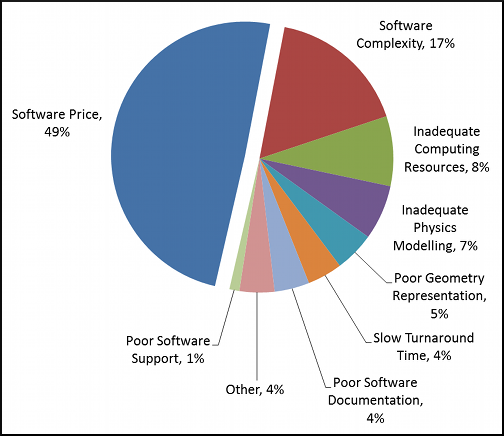 Software
Complexity, 17%
Software Price,
49%
Inadequate
Computing
Resources, 8%
Inadequate
Physics
Modelling, 7%
Poor Geometry
Representation,
5%
Slow Turnaround
Time, 4%
Poor Software
Documentation,
4%
Other, 4%
Poor Software
Support, 1%